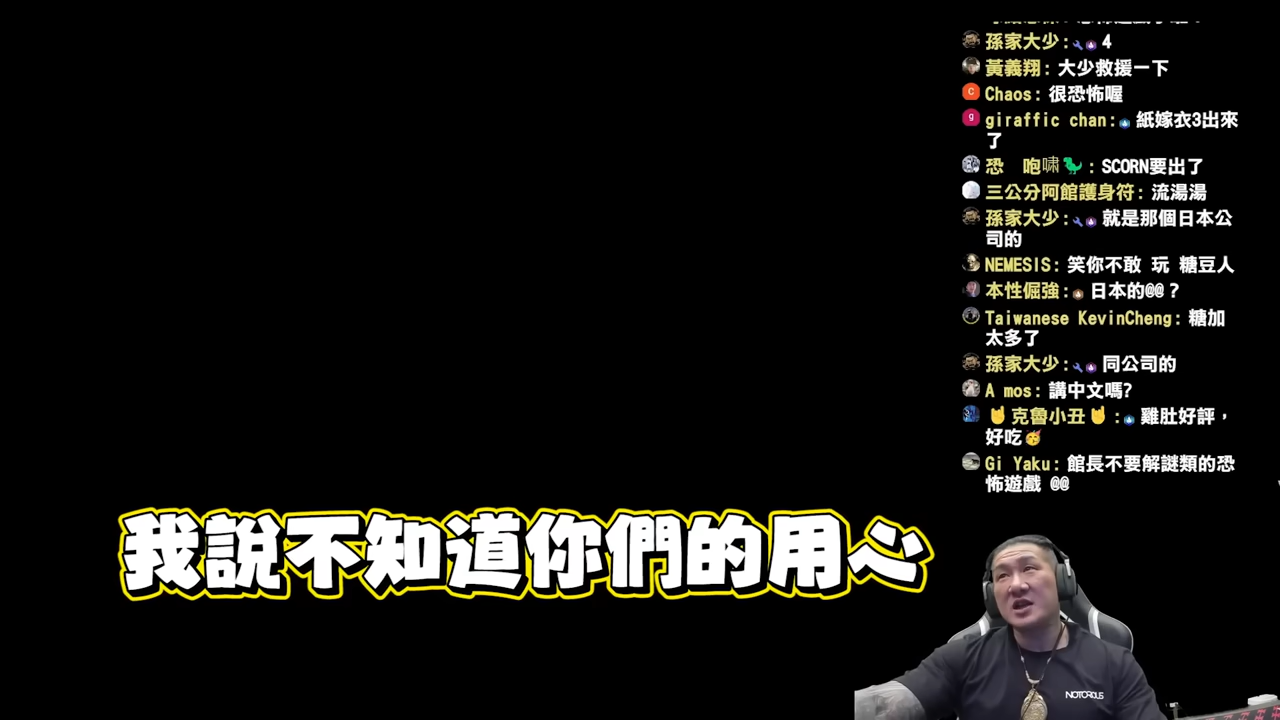 孫家大少: 4
黃義翔: 大少救援一下
C Chaos: 很恐怖喔
g giraffic chan: 紙嫁衣3出來
了
恐 咆嘯🦖: SCORN要出了
三公分阿館護身符: 流湯湯
孫家大少: 就是那個日本公
司的
NEMESIS: 笑你不敢 玩 糖豆人
本性倔強: 日本的@@？
Taiwanese KevinCheng: 糖加
太多了
孫家大少: 同公司的
A mos: 講中文嗎?
🤘克魯小丑🤘: 雞肚好評，
好吃🥳
Gi Yaku: 館長不要解謎類的恐
怖遊戲 @@
我說不知道你們的用心
NOTORIOUS